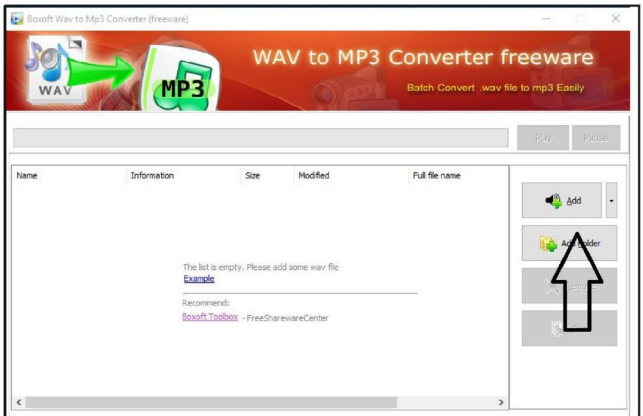 Boxoft Wav to Mp3 Converter (freeware)
WAV to MP3 Converter freeware
WAV
MP3
Batch Convert .wav file to mp3 Easily
Play Pause
Name Information Size Modified Full file name
Add
Add Folder
The list is empty. Please add some wav file
Example
Recommend:
Boxoft Toolbox - FreeSharewareCenter